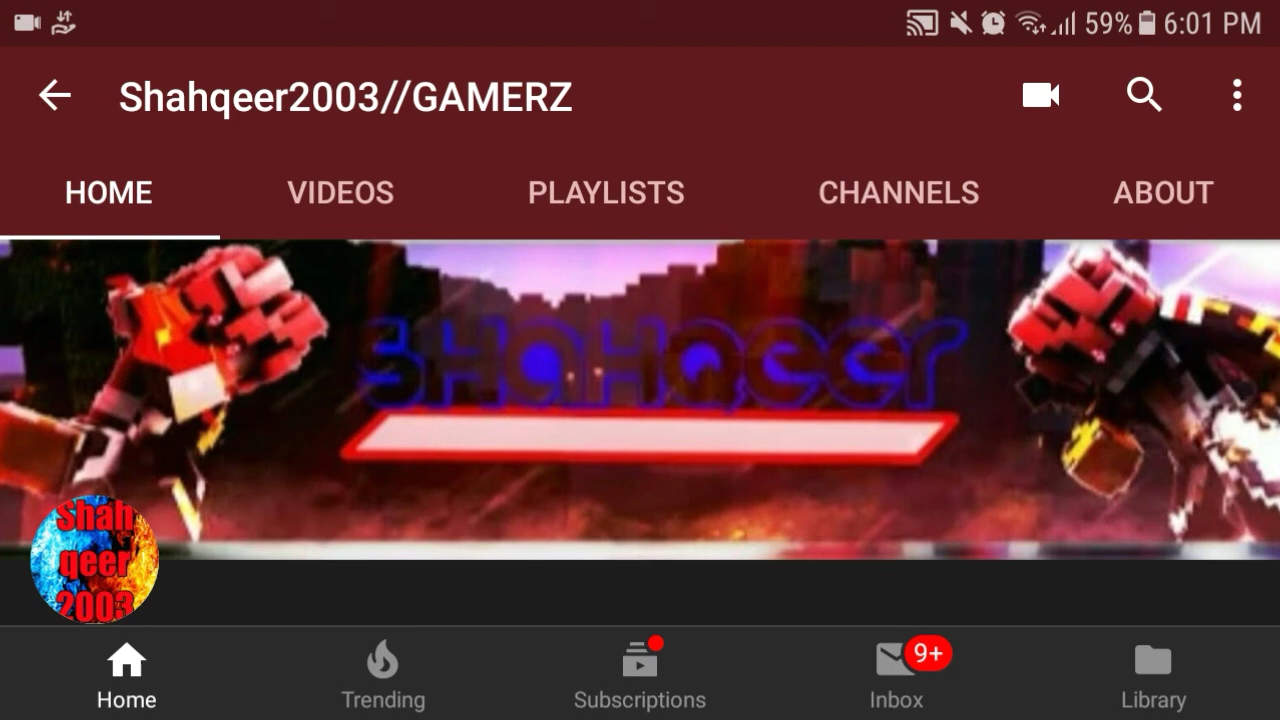 59% 6:01 PM
Shahqeer2003//GAMERZ
HOME VIDEOS PLAYLISTS CHANNELS ABOUT
SHaHQeer
Shah
qeer
2003
9+
Home Trending Subscriptions Inbox Library